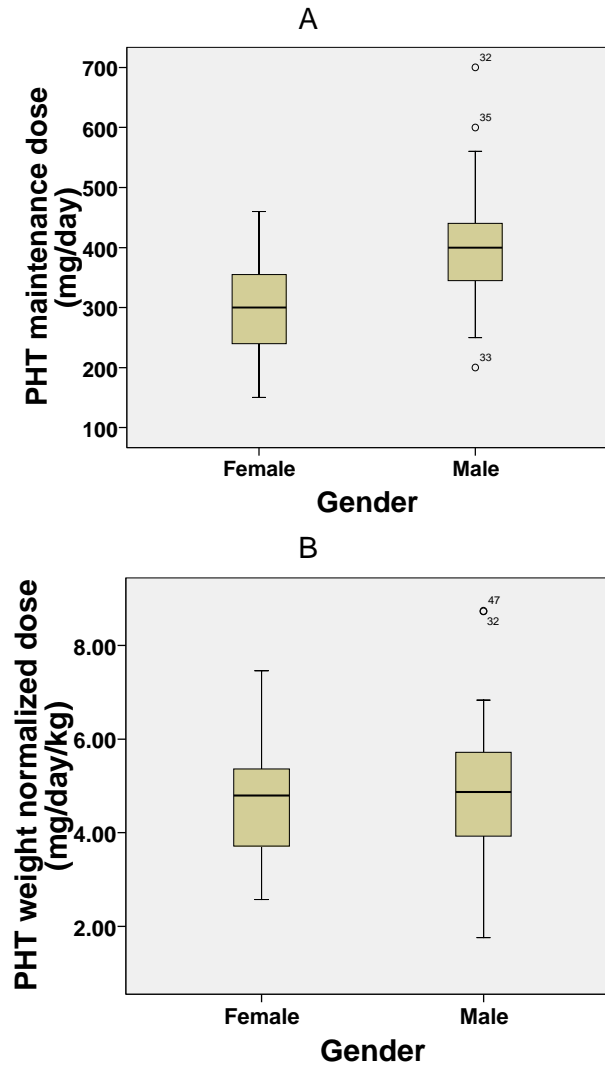 A
PHT maintenance dose
(mg/day)
700
600
500
400
300
200
100
32
35
33
Female
Male
Gender
B
PHT weight normalized dose
(mg/day/kg)
8.00
6.00
4.00
2.00
47
32
Female
Male
Gender